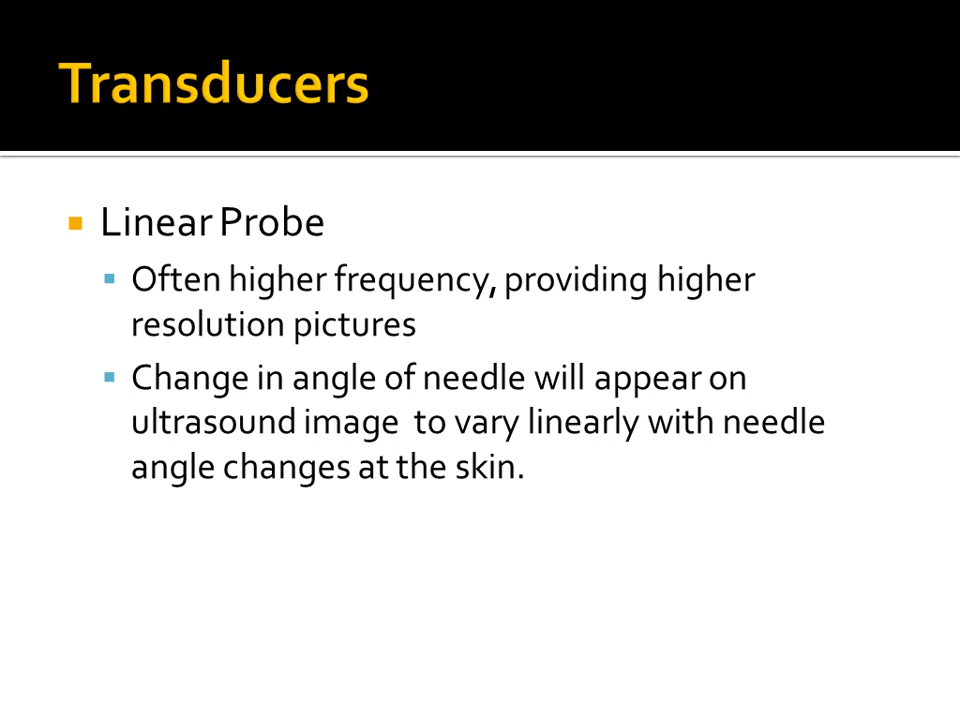 Transducers
Linear Probe
Often higher frequency, providing higher
resolution pictures
Change in angle of needle will appear on
ultrasound image  to vary linearly with needle
angle changes at the skin.